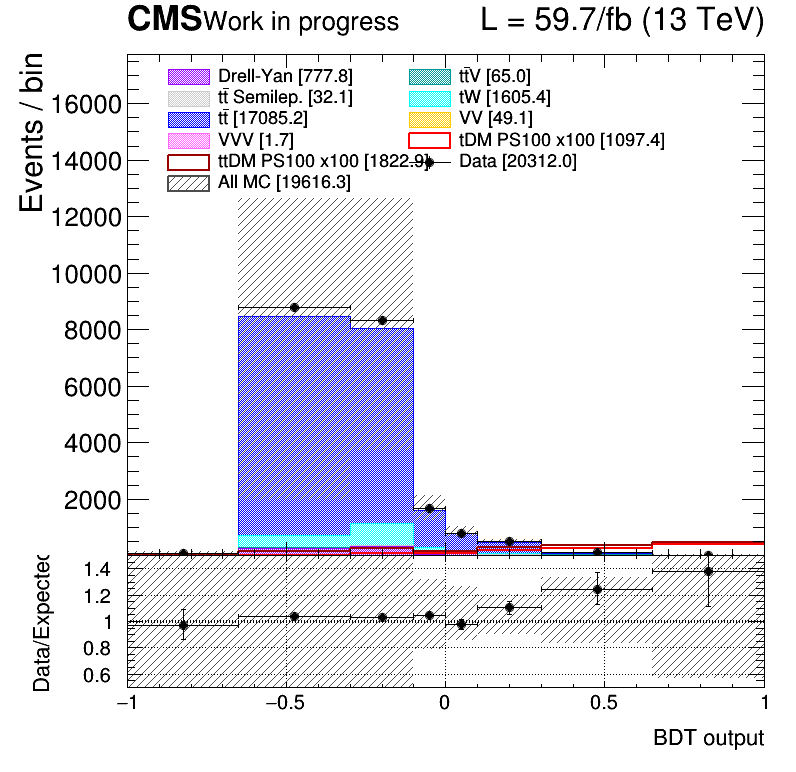 CMS Work in progress L = 59.7/fb (13 TeV)
Events / bin
Drell-Yan [777.8] tt̄V [65.0]
tt̄ Semilep. [32.1] tW [1605.4]
tt̄ [17085.2] VV [49.1]
VVV [1.7] tDM PS100 x100 [1097.4]
ttDM PS100 x100 [1822.9] Data [20312.0]
All MC [19616.3]
16000
14000
12000
10000
8000
6000
4000
2000
Data/Expected
1.4
1.2
1
0.8
0.6
−1 −0.5 0 0.5 1
BDT output